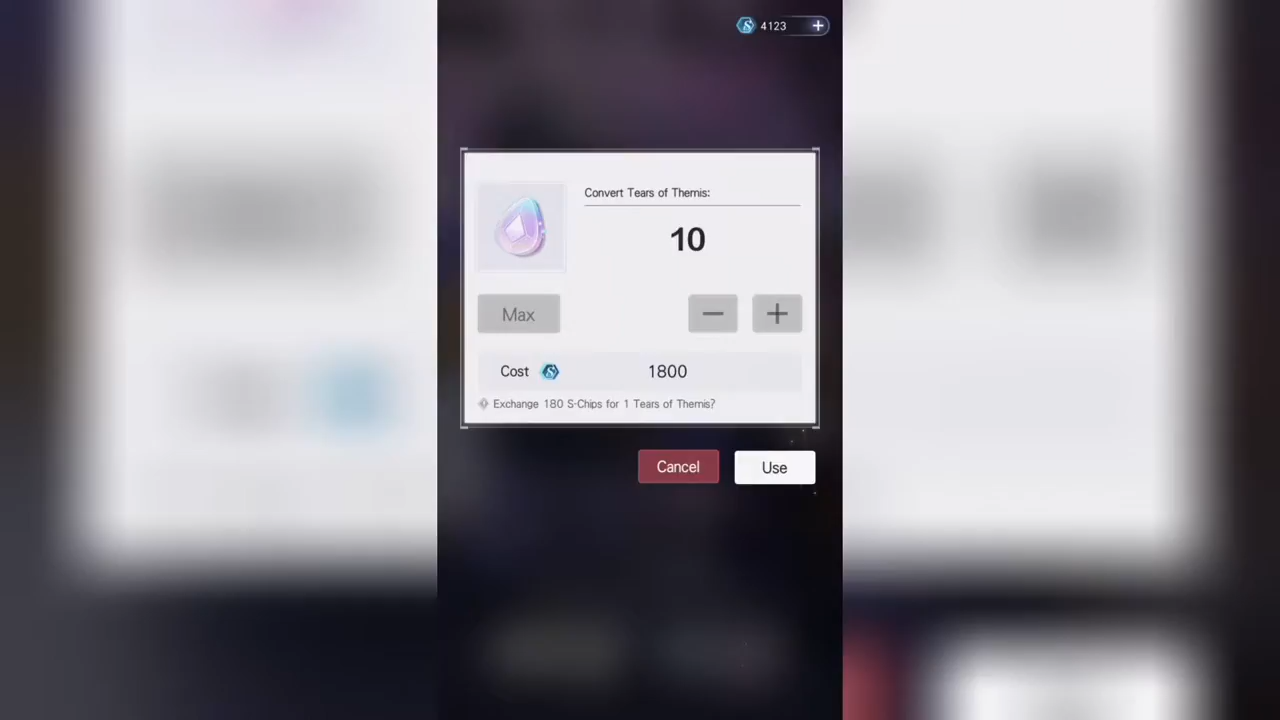 4123
Convert Tears of Themis:
10
Max
Cost 1800
Exchange 180 S-Chips for 1 Tears of Themis?
Cancel
Use